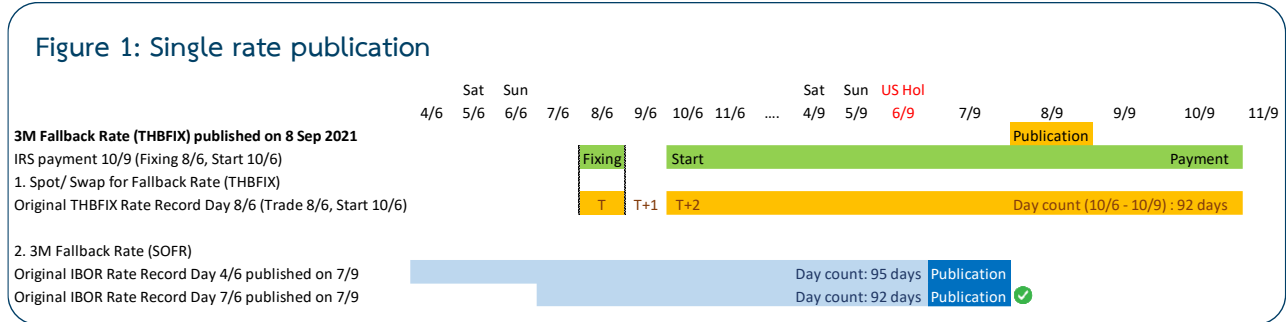 Figure 1: Single rate publication
Sat Sun Sat Sun US Hol
4/6 5/6 6/6 7/6 8/6 9/6 10/6 11/6 .... 4/9 5/9 6/9 7/9 8/9 9/9 10/9 11/9
3M Fallback Rate (THBFIX) published on 8 Sep 2021 Publication
IRS payment 10/9 (Fixing 8/6, Start 10/6) Fixing Start Payment
1. Spot/ Swap for Fallback Rate (THBFIX)
Original THBFIX Rate Record Day 8/6 (Trade 8/6, Start 10/6) T T+1 T+2 Day count (10/6 - 10/9) : 92 days
2. 3M Fallback Rate (SOFR)
Original IBOR Rate Record Day 4/6 published on 7/9 Day count: 95 days Publication
Original IBOR Rate Record Day 7/6 published on 7/9 Day count: 92 days Publication